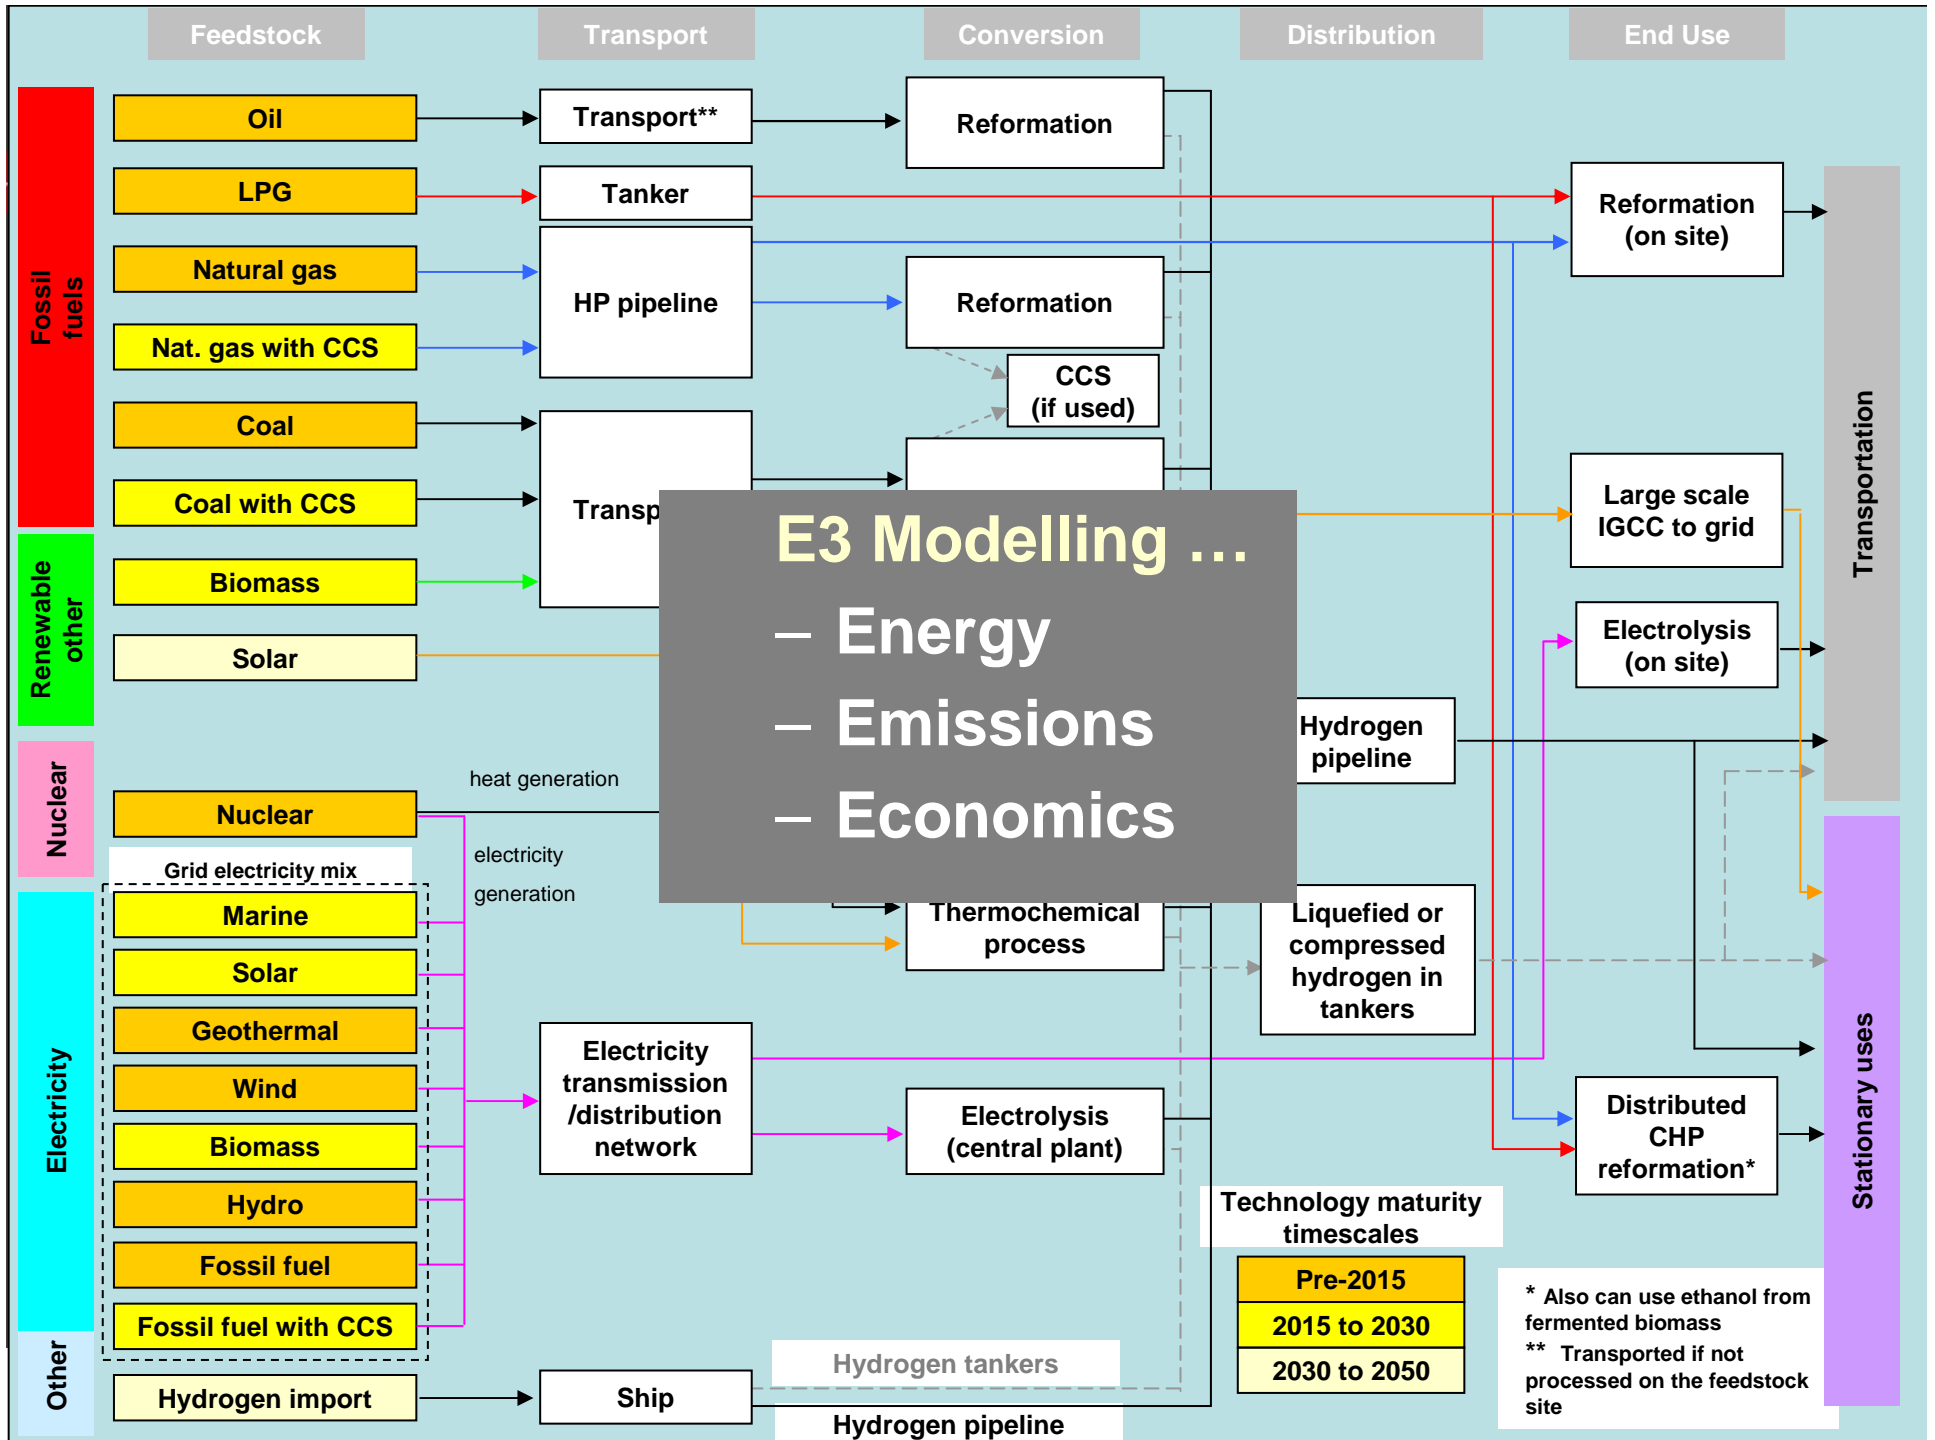 Feedstock
Transport
Conversion
Distribution
End Use
Fossil
fuels
Renewable
other
Nuclear
Electricity
Other
Oil
LPG
Natural gas
Nat. gas with CCS
Coal
Coal with CCS
Biomass
Solar
Nuclear
Grid electricity mix
Marine
Solar
Geothermal
Wind
Biomass
Hydro
Fossil fuel
Fossil fuel with CCS
Hydrogen import
heat generation
electricity
generation
Transport**
Tanker
HP pipeline
Transp
Electricity
transmission
/distribution
network
Ship
Reformation
Reformation
CCS
(if used)
E3 Modelling …
– Energy
– Emissions
– Economics
Thermochemical
process
Electrolysis
(central plant)
Hydrogen tankers
Hydrogen pipeline
Hydrogen
pipeline
Liquefied or
compressed
hydrogen in
tankers
Technology maturity
timescales
Pre-2015
2015 to 2030
2030 to 2050
Reformation
(on site)
Large scale
IGCC to grid
Electrolysis
(on site)
Distributed
CHP
reformation*
* Also can use ethanol from
fermented biomass
** Transported if not
processed on the feedstock
site
Transportation
Stationary uses